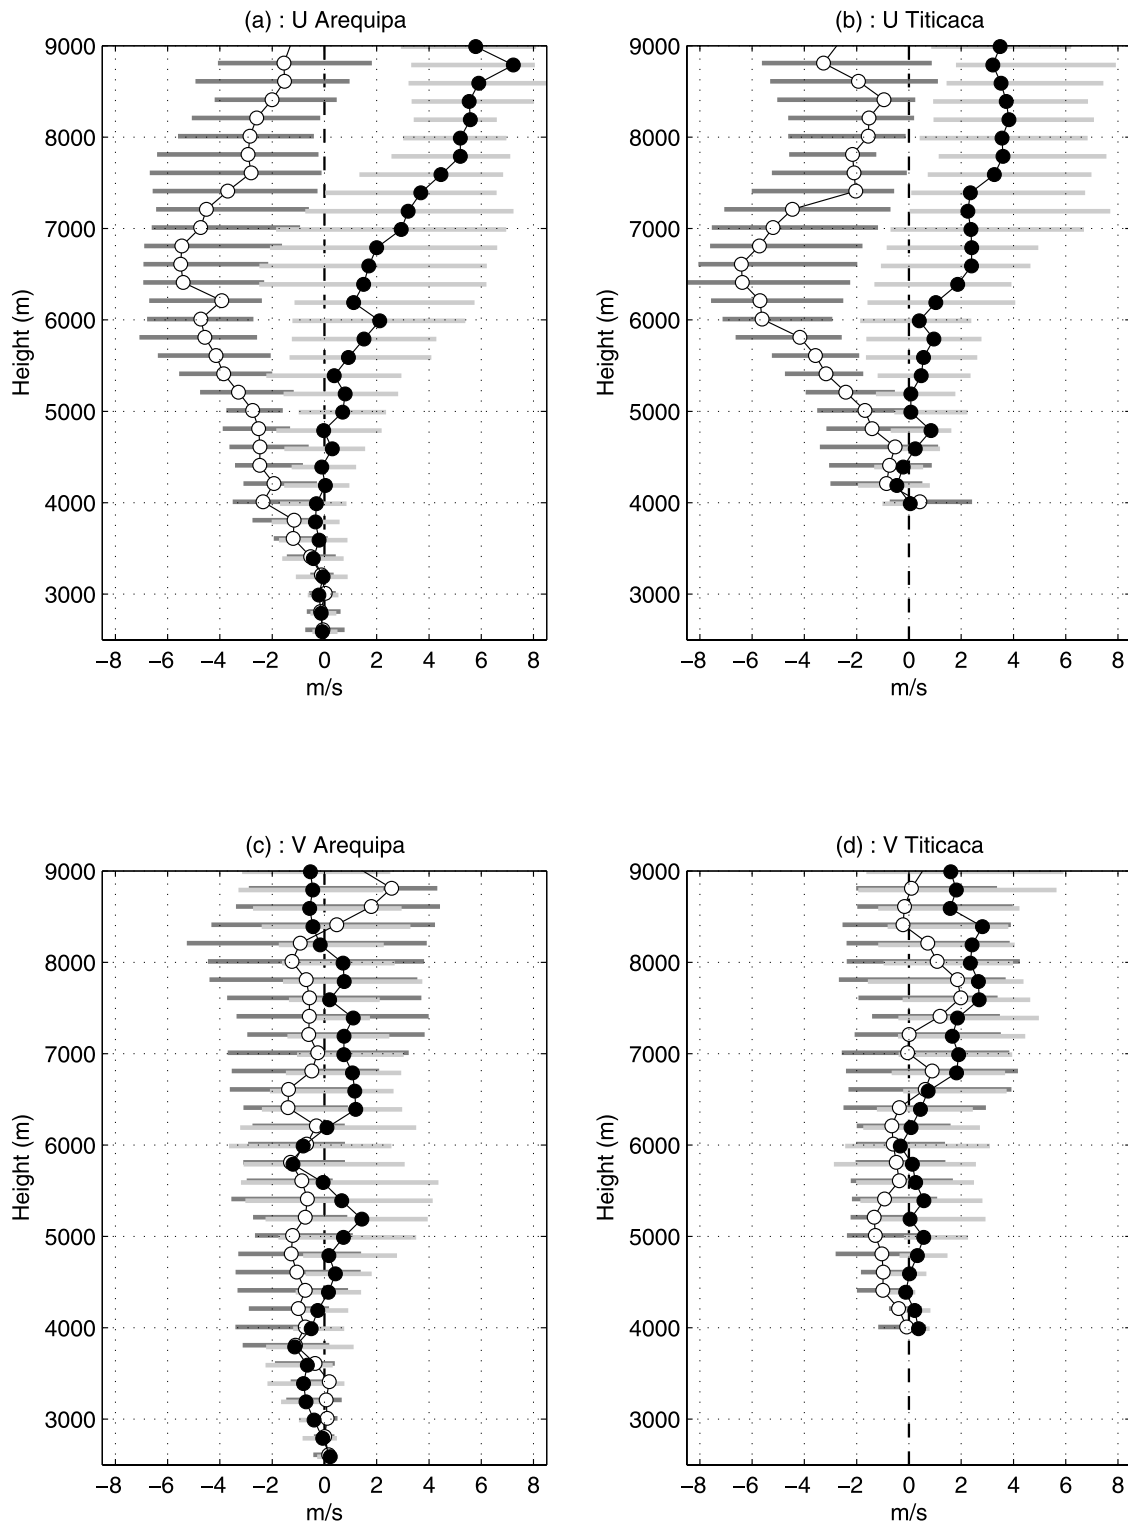 (a) : U Arequipa
(b) : U Titicaca
9000
8000
7000
6000
5000
4000
3000
Height (m)
−8 −6 −4 −2 0 2 4 6 8
m/s
9000
8000
7000
6000
5000
4000
3000
Height (m)
−8 −6 −4 −2 0 2 4 6 8
m/s
(c) : V Arequipa
(d) : V Titicaca
9000
8000
7000
6000
5000
4000
3000
Height (m)
−8 −6 −4 −2 0 2 4 6 8
m/s
9000
8000
7000
6000
5000
4000
3000
Height (m)
−8 −6 −4 −2 0 2 4 6 8
m/s